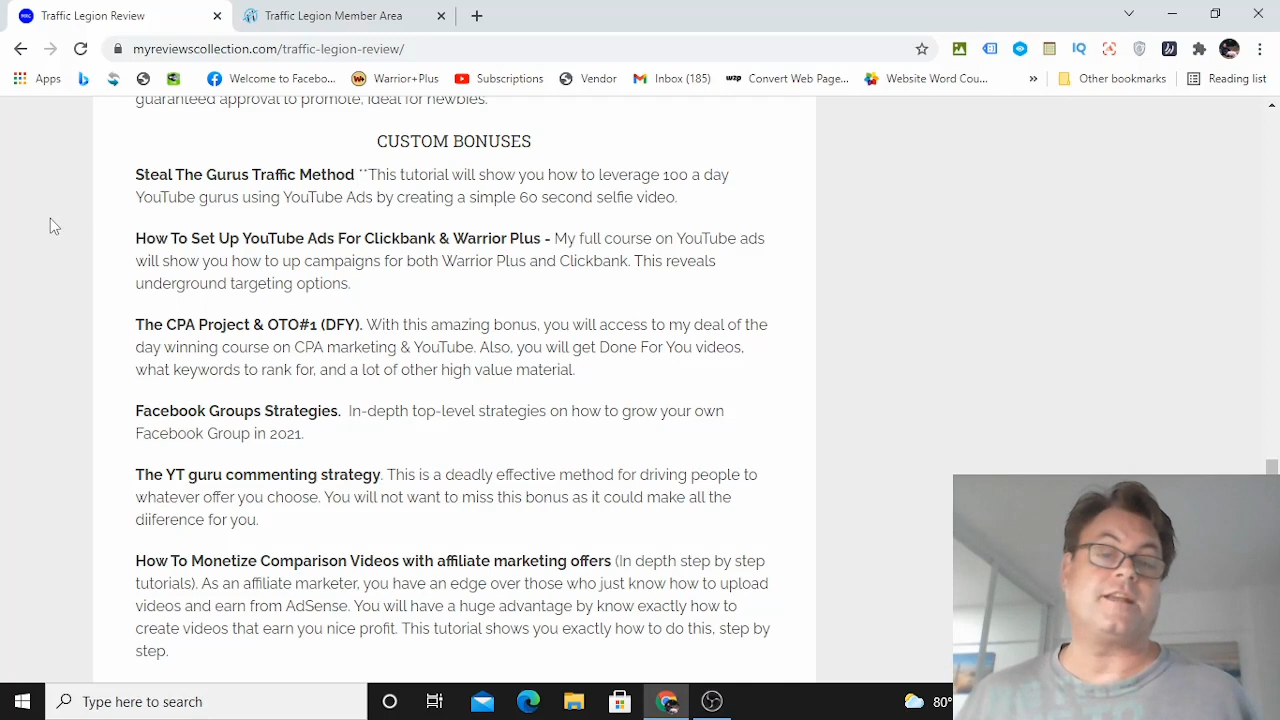 Traffic Legion Review
Traffic Legion Member Area
myreviewscollection.com/traffic-legion-review/
Apps
Welcome to Facebo...
Warrior+Plus
Subscriptions
Vendor
Inbox (185)
Convert Web Page...
Website Word Cou...
»
Other bookmarks
Reading list
guaranteed approval to promote, ideal for newbies.
CUSTOM BONUSES
Steal The Gurus Traffic Method **This tutorial will show you how to leverage 100 a day
YouTube gurus using YouTube Ads by creating a simple 60 second selfie video.
How To Set Up YouTube Ads For Clickbank & Warrior Plus - My full course on YouTube ads
will show you how to up campaigns for both Warrior Plus and Clickbank. This reveals
underground targeting options.
The CPA Project & OTO#1 (DFY). With this amazing bonus, you will access to my deal of the
day winning course on CPA marketing & YouTube. Also, you will get Done For You videos,
what keywords to rank for, and a lot of other high value material.
Facebook Groups Strategies. In-depth top-level strategies on how to grow your own
Facebook Group in 2021.
The YT guru commenting strategy. This is a deadly effective method for driving people to
whatever offer you choose. You will not want to miss this bonus as it could make all the
diiference for you.
How To Monetize Comparison Videos with affiliate marketing offers (In depth step by step
tutorials). As an affiliate marketer, you have an edge over those who just know how to upload
videos and earn from AdSense. You will have a huge advantage by know exactly how to
create videos that earn you nice profit. This tutorial shows you exactly how to do this, step by
step.
Type here to search
80°